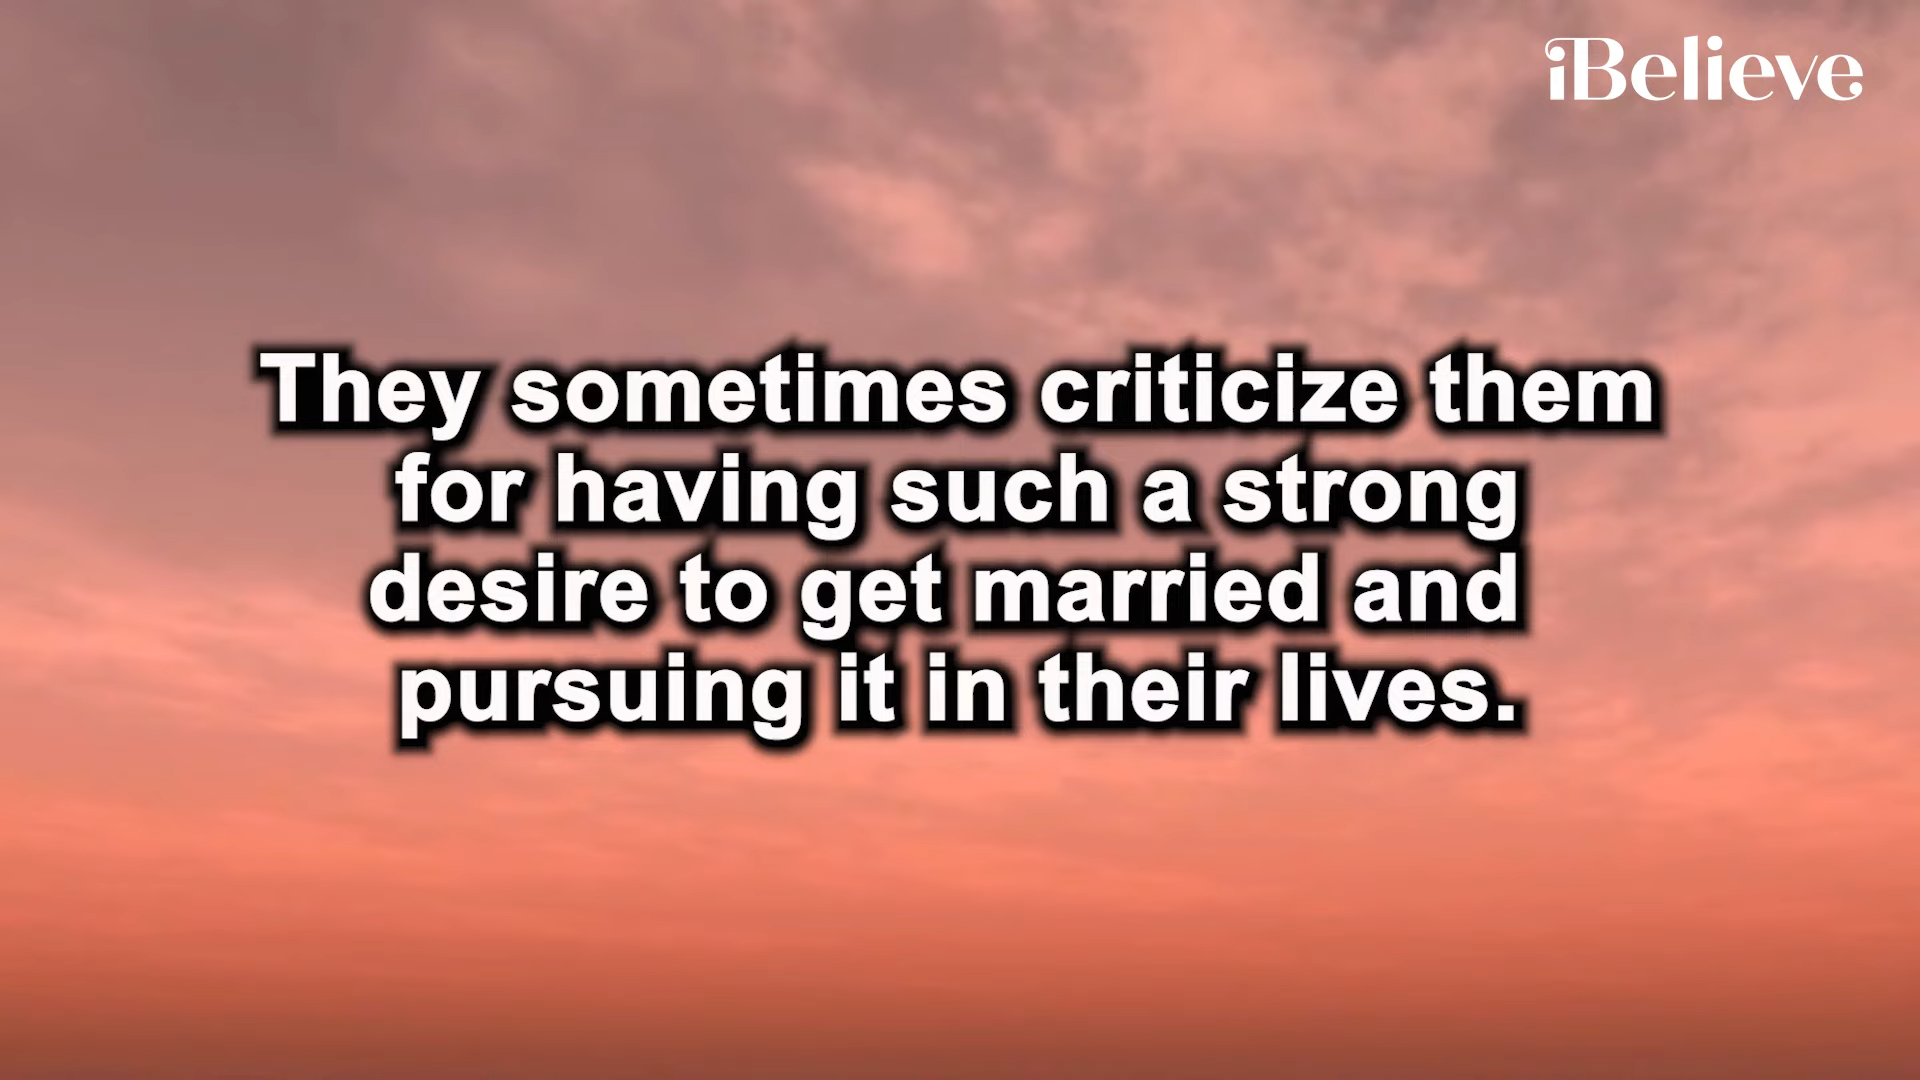 iBelieve
They sometimes criticize them
for having such a strong
desire to get married and
pursuing it in their lives.